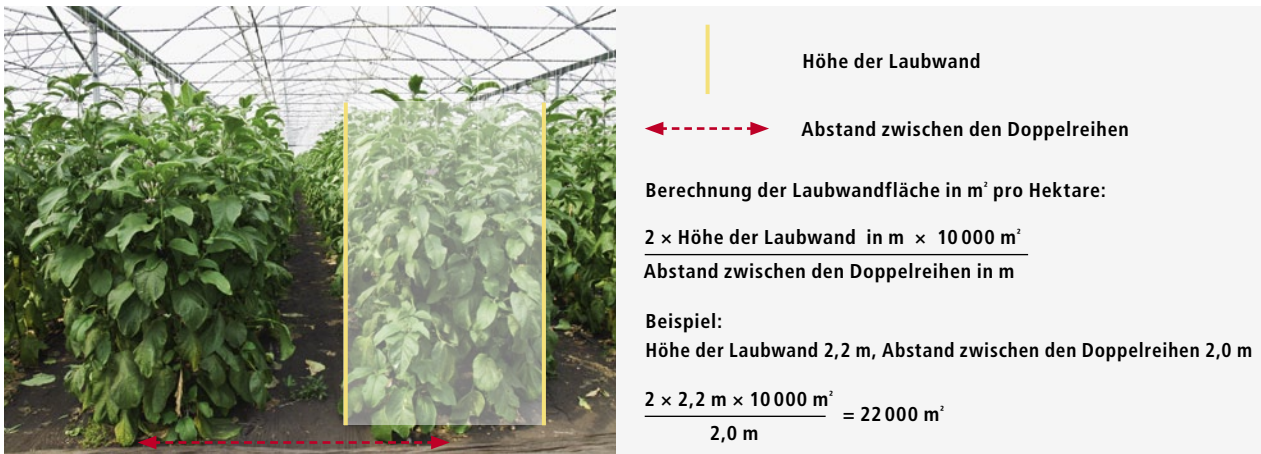 Höhe der Laubwand
Abstand zwischen den Doppelreihen
Berechnung der Laubwandfläche in m² pro Hektare:
2 × Höhe der Laubwand in m × 10 000 m²
Abstand zwischen den Doppelreihen in m
Beispiel:
Höhe der Laubwand 2,2 m, Abstand zwischen den Doppelreihen 2,0 m
2 × 2,2 m × 10 000 m²
= 22 000 m²
2,0 m